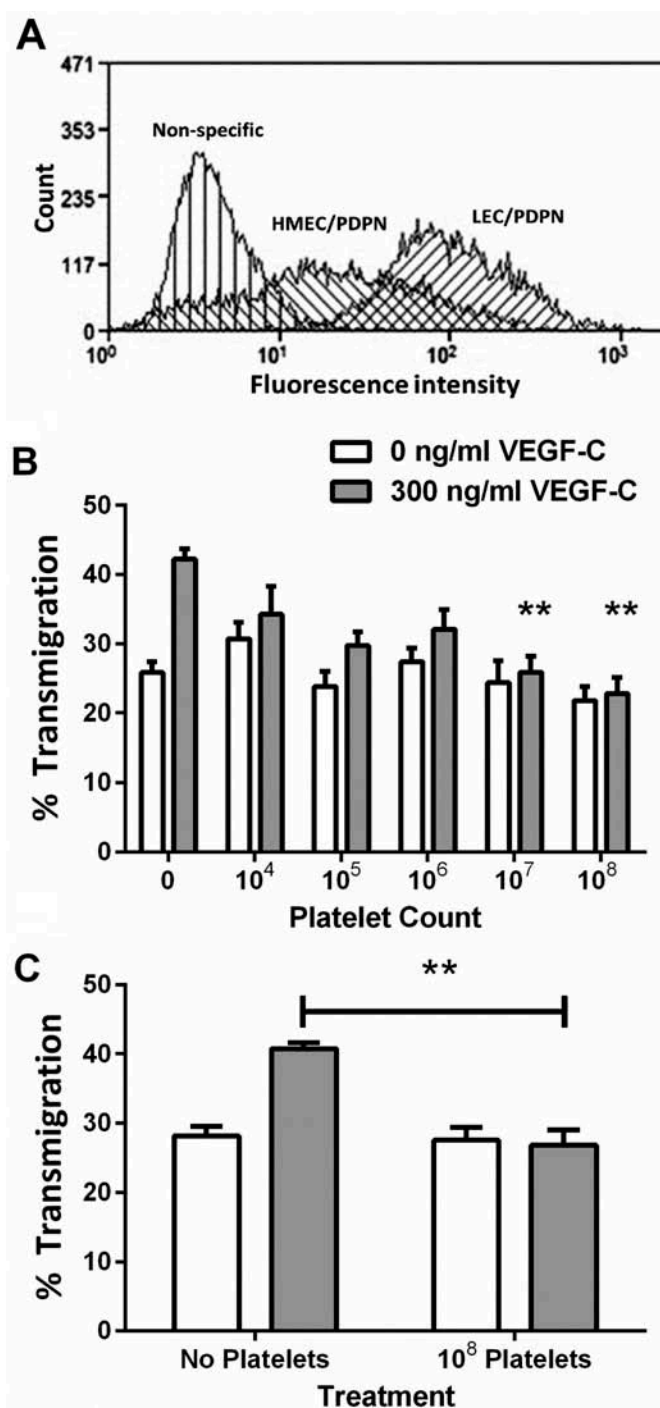 A
471
353
235
117
0
Count
Non-specific
HMEC/PDPN
LEC/PDPN
10⁰
10¹
10²
10³
Fluorescence intensity
B
0 ng/ml VEGF-C
300 ng/ml VEGF-C
50
40
30
20
10
0
% Transmigration
** **
0 10⁴ 10⁵ 10⁶ 10⁷ 10⁸
Platelet Count
C
50
40
30
20
10
0
% Transmigration
**
No Platelets 10⁸ Platelets
Treatment